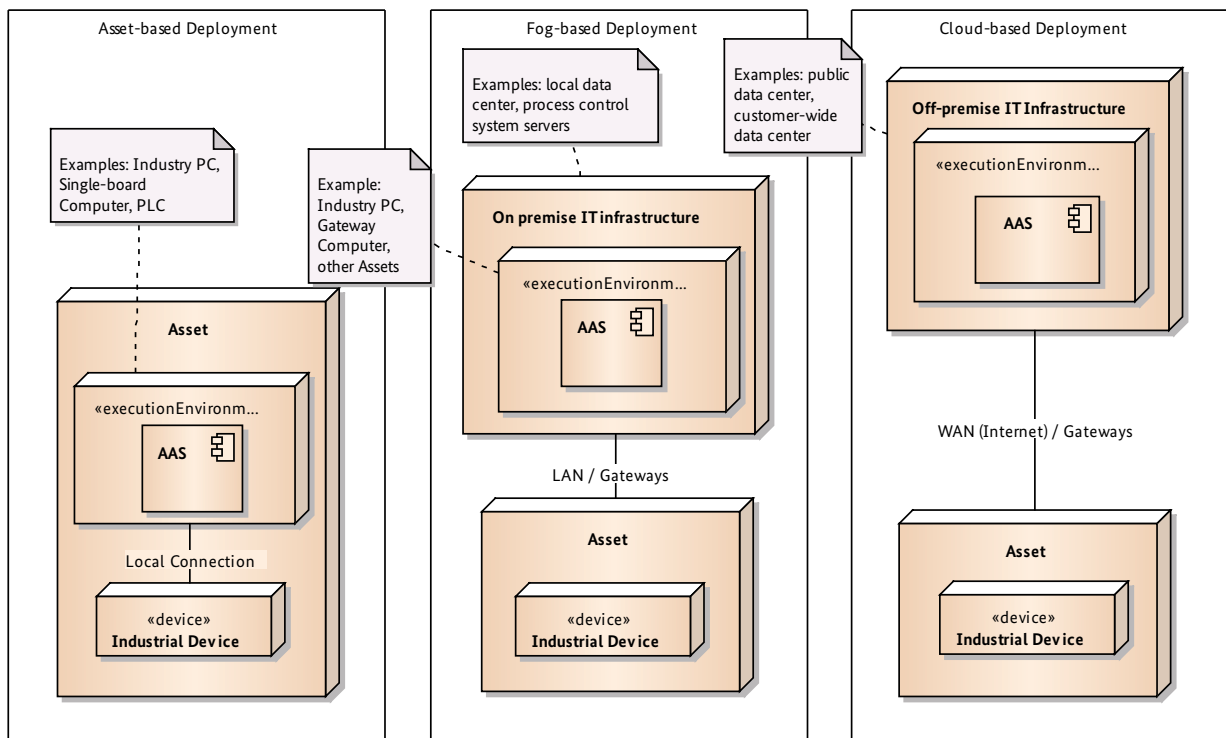 Asset-based Deployment
Examples: Industry PC,
Single-board
Computer, PLC
Asset
«executionEnvironm...
AAS
Local Connection
«device»
Industrial Device
Fog-based Deployment
Examples: local data
center, process control
system servers
Example:
Industry PC,
Gateway
Computer,
other Assets
On premise IT infrastructure
«executionEnvironm...
AAS
LAN / Gateways
Asset
«device»
Industrial Device
Cloud-based Deployment
Examples: public
data center,
customer-wide
data center
Off-premise IT Infrastructure
«executionEnvironm...
AAS
WAN (Internet) / Gateways
Asset
«device»
Industrial Device